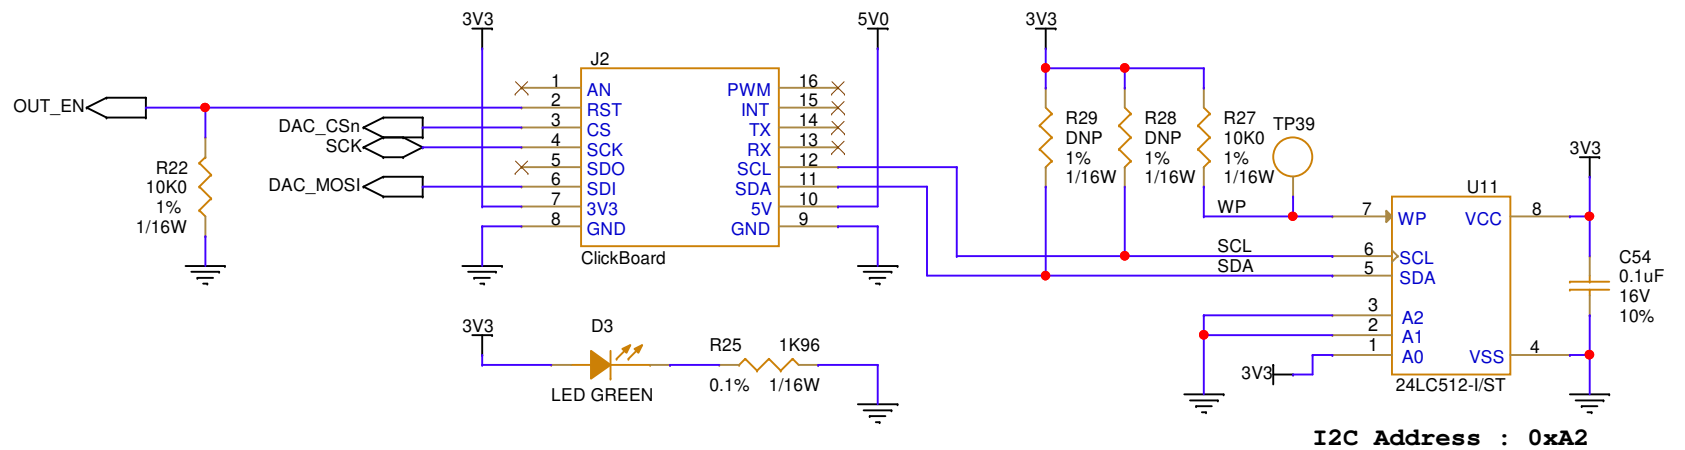 3V3
5V0
3V3
J2
OUT_EN
DAC_CSn
SCK
DAC_MOSI
R22
10K0
1%
1/16W
1 AN
2 RST
3 CS
4 SCK
5 SDO
6 SDI
7 3V3
8 GND
PWM 16
INT 15
TX 14
RX 13
SCL 12
SDA 11
5V 10
GND 9
ClickBoard
R29
DNP
1%
1/16W
R28
DNP
1%
1/16W
R27
10K0
1%
1/16W
TP39
WP
SCL
SDA
3V3
U11
7 WP
6 SCL
5 SDA
3 A2
2 A1
1 A0
VCC 8
VSS 4
24LC512-I/ST
3V3
C54
0.1uF
16V
10%
3V3
D3
LED GREEN
R25 1K96
0.1% 1/16W
I2C Address : 0xA2